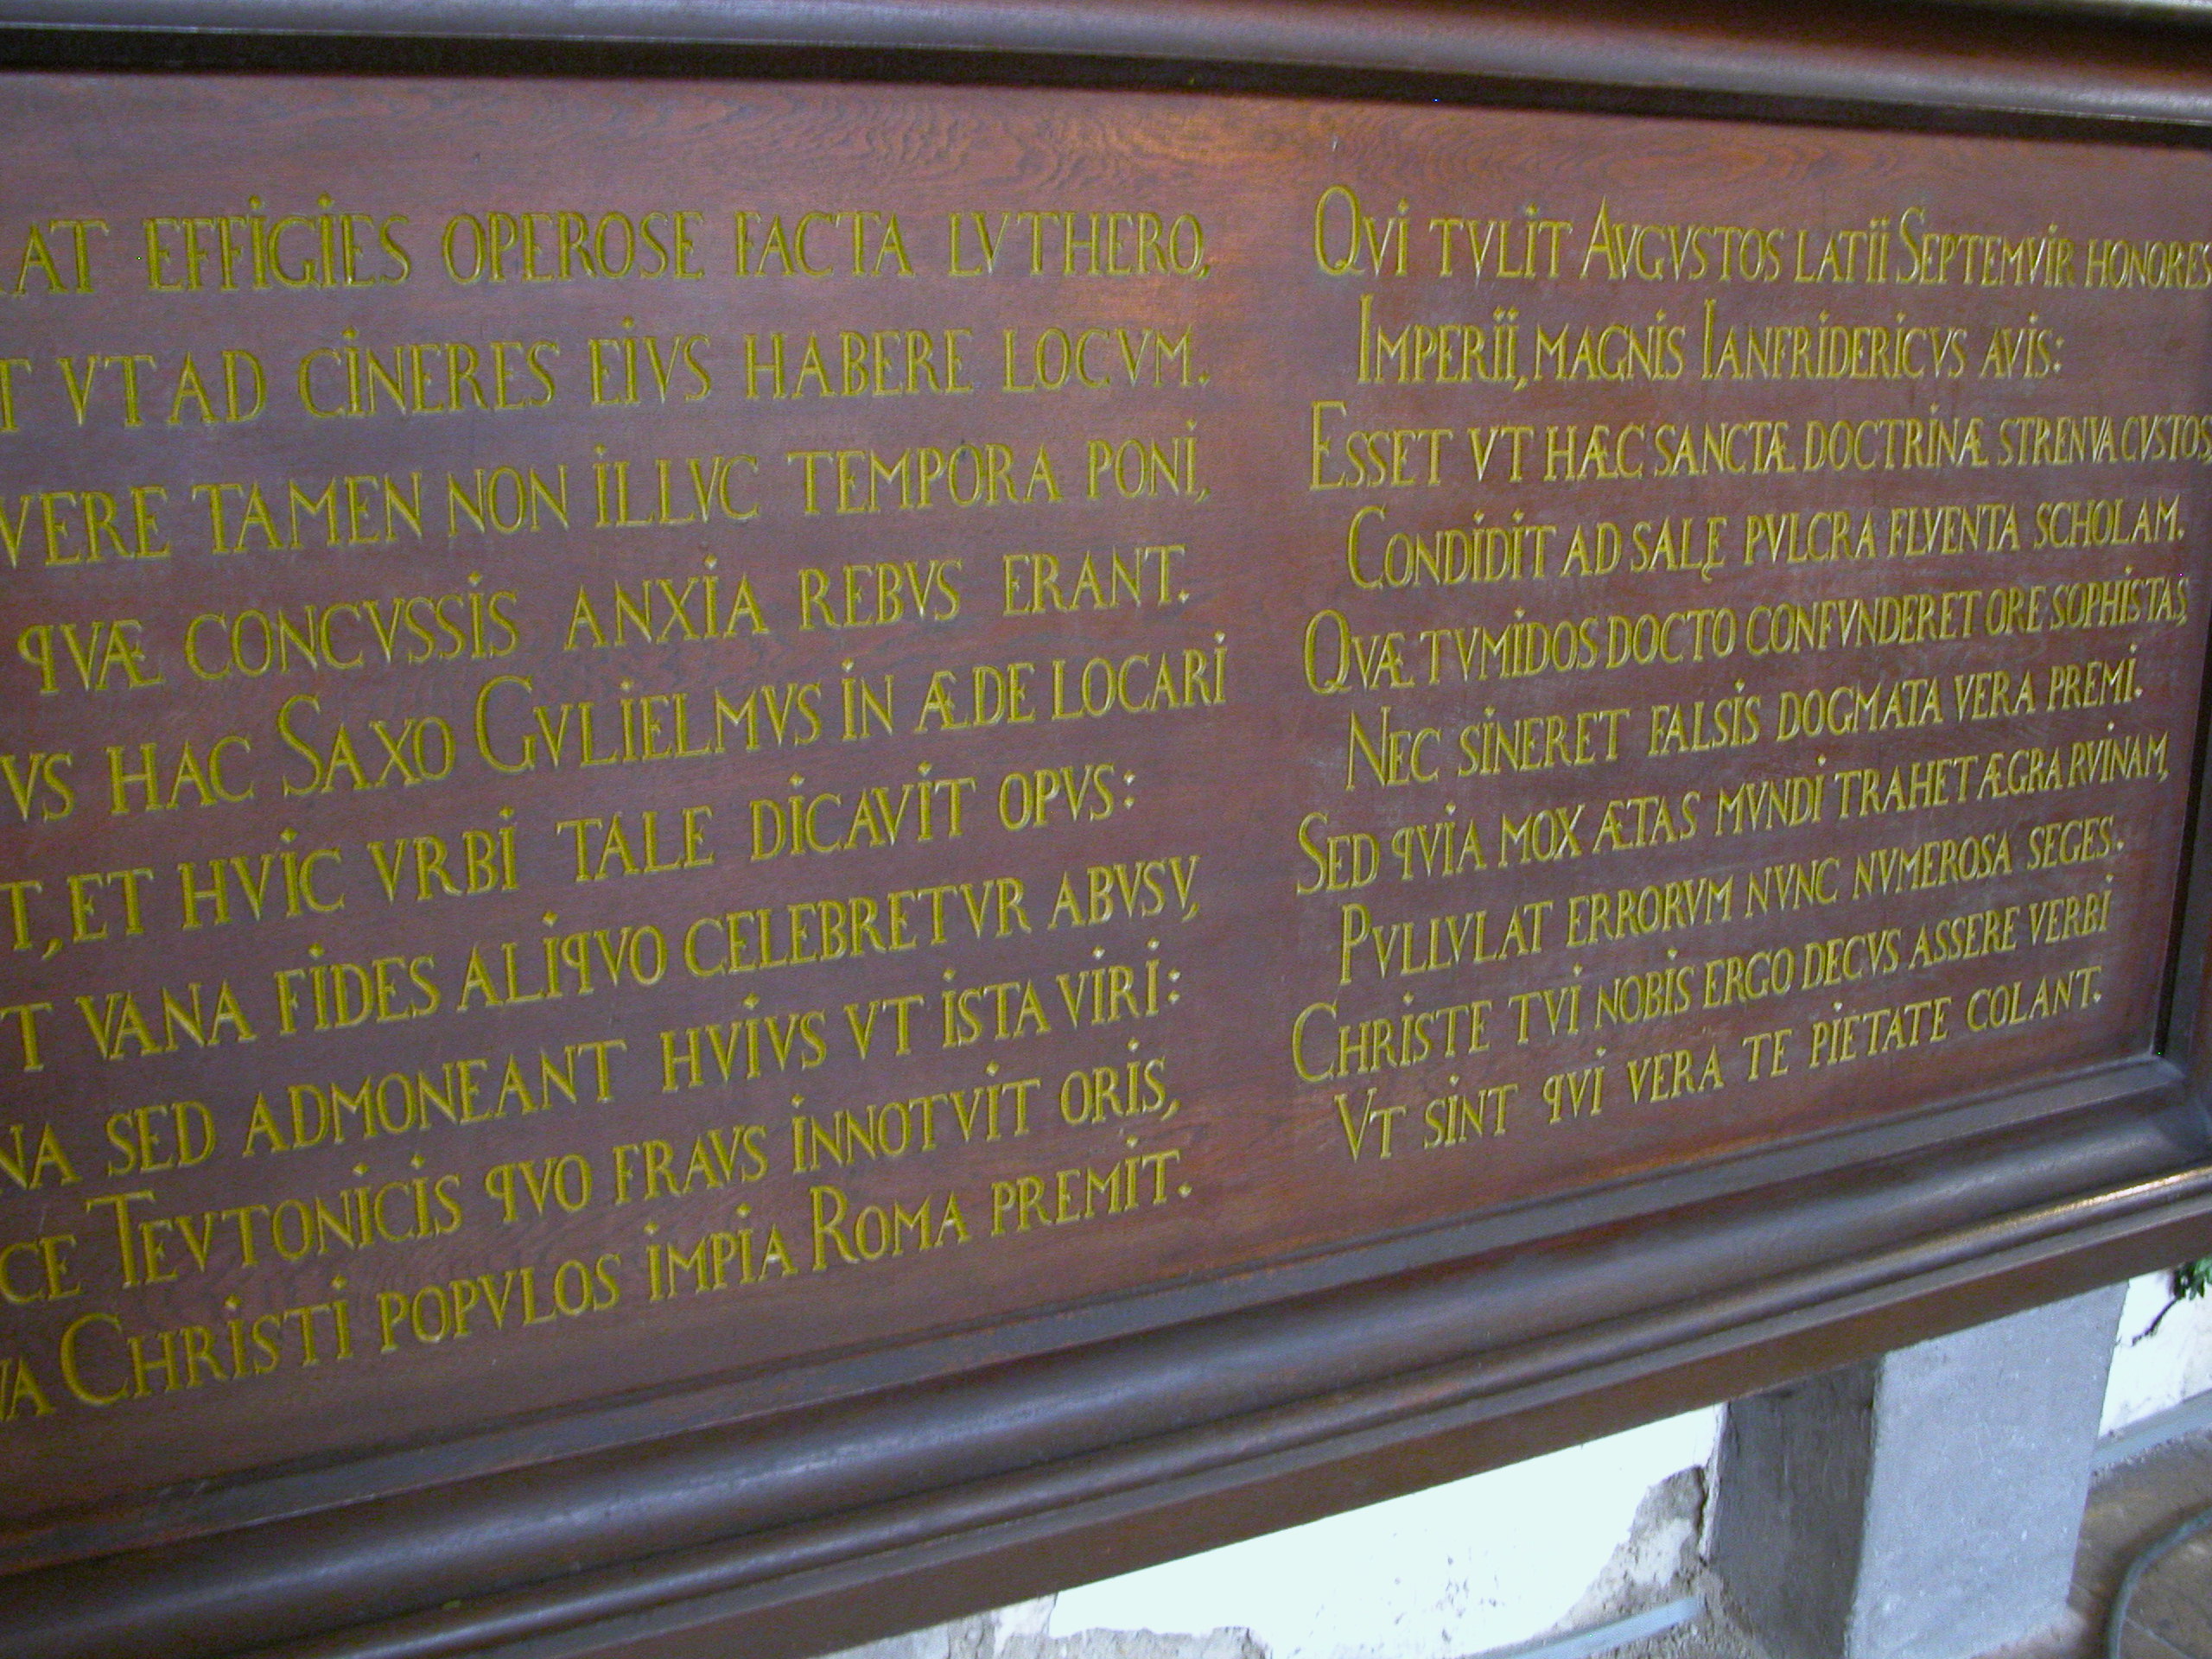 AT EFFIGIES OPEROSE FACTA LVTHERO,
VT AD CINERES EIVS HABERE LOCVM.
TAMEN NON ILLVC TEMPORA PONI,
QVÆ CONCVSSIS ANXIA REBVS ERANT.
HAC SAXO GVLIELMVS IN ÆDE LOCARI
ET HVIC VRBI TALE DICAVIT OPVS:
VANA FIDES ALIQVO CELEBRETVR ABVSV,
SED ADMONEANT HVIVS VT ISTA VIRI:
TEVTONICIS QVO FRAVS INNOTVIT ORIS,
CHRISTI POPVLOS IMPIA ROMA PREMIT.
QVI TVLIT AVGVSTOS LATII SEPTEMVIR HONORES
IMPERII, MAGNIS IANFRIDERICVS AVIS:
ESSET VT HÆC SANCTÆ DOCTRINÆ STRENVA CVSTOS,
CONDIDIT AD SALĘ PVLCRA FLVENTA SCHOLAM.
QVÆ TVMIDOS DOCTO CONFVNDERET ORE SOPHISTAS,
NEC SINERET FALSIS DOGMATA VERA PREMI.
SED QVIA MOX ÆTAS MVNDI TRAHET ÆGRA RVINAM,
PVLLVLAT ERRORVM NVNC NVMEROSA SEGES.
CHRISTE TVI NOBIS ERGO DECVS ASSERE VERBI
VT SINT QVI VERA TE PIETATE COLANT.